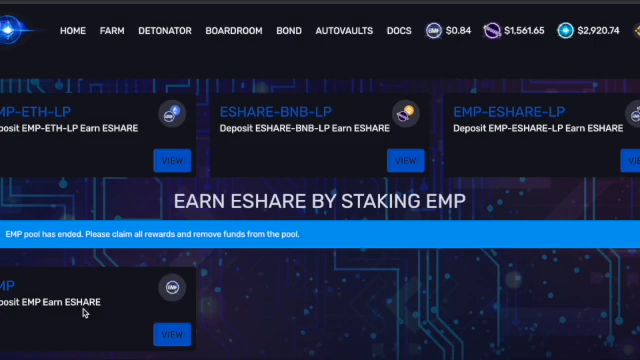 HOME FARM DETONATOR BOARDROOM BOND AUTOVAULTS DOCS $0.84 $1,561.65 $2,920.74
MP-ETH-LP ESHARE-BNB-LP EMP-ESHARE-LP
posit EMP-ETH-LP Earn ESHARE Deposit ESHARE-BNB-LP Earn ESHARE Deposit EMP-ESHARE-LP Earn ESHARE
VIEW VIEW VIEW
EARN ESHARE BY STAKING EMP
EMP pool has ended. Please claim all rewards and remove funds from the pool.
MP
posit EMP Earn ESHARE
VIEW